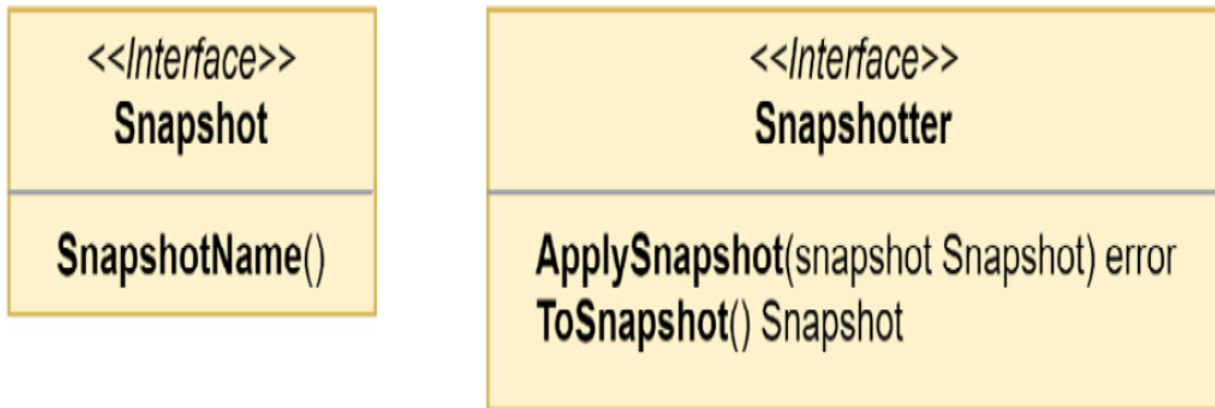 <<Interface>>
Snapshot
SnapshotName()
<<Interface>>
Snapshotter
ApplySnapshot(snapshot Snapshot) error
ToSnapshot() Snapshot